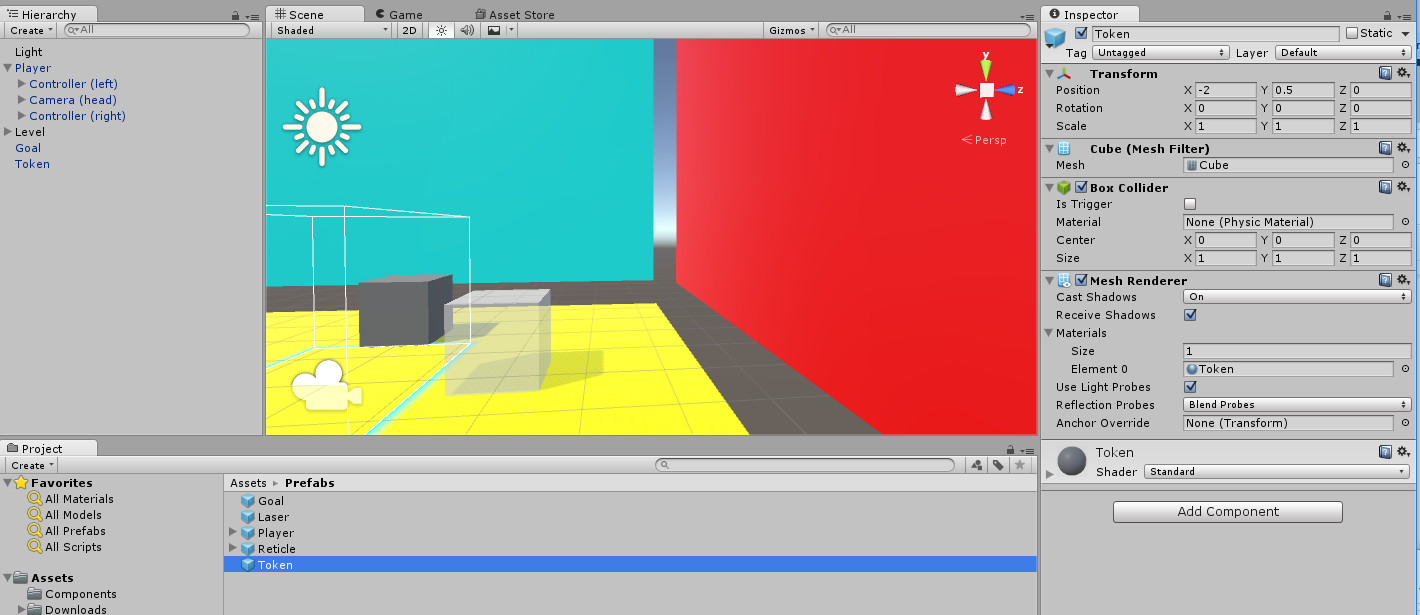 Hierarchy
Create All
Light
Player
Controller (left)
Camera (head)
Controller (right)
Level
Goal
Token
Scene Game Asset Store
Shaded 2D Gizmos All
y
z
Persp
Project
Create
Favorites
All Materials
All Models
All Prefabs
All Scripts
Assets
Components
Downloads
Assets Prefabs
Goal
Laser
Player
Reticle
Token
Inspector
Token Static
Tag Untagged Layer Default
Transform
Position X -2 Y 0.5 Z 0
Rotation X 0 Y 0 Z 0
Scale X 1 Y 1 Z 1
Cube (Mesh Filter)
Mesh Cube
Box Collider
Is Trigger
Material None (Physic Material)
Center X 0 Y 0 Z 0
Size X 1 Y 1 Z 1
Mesh Renderer
Cast Shadows On
Receive Shadows
Materials
Size 1
Element 0 Token
Use Light Probes
Reflection Probes Blend Probes
Anchor Override None (Transform)
Token
Shader Standard
Add Component